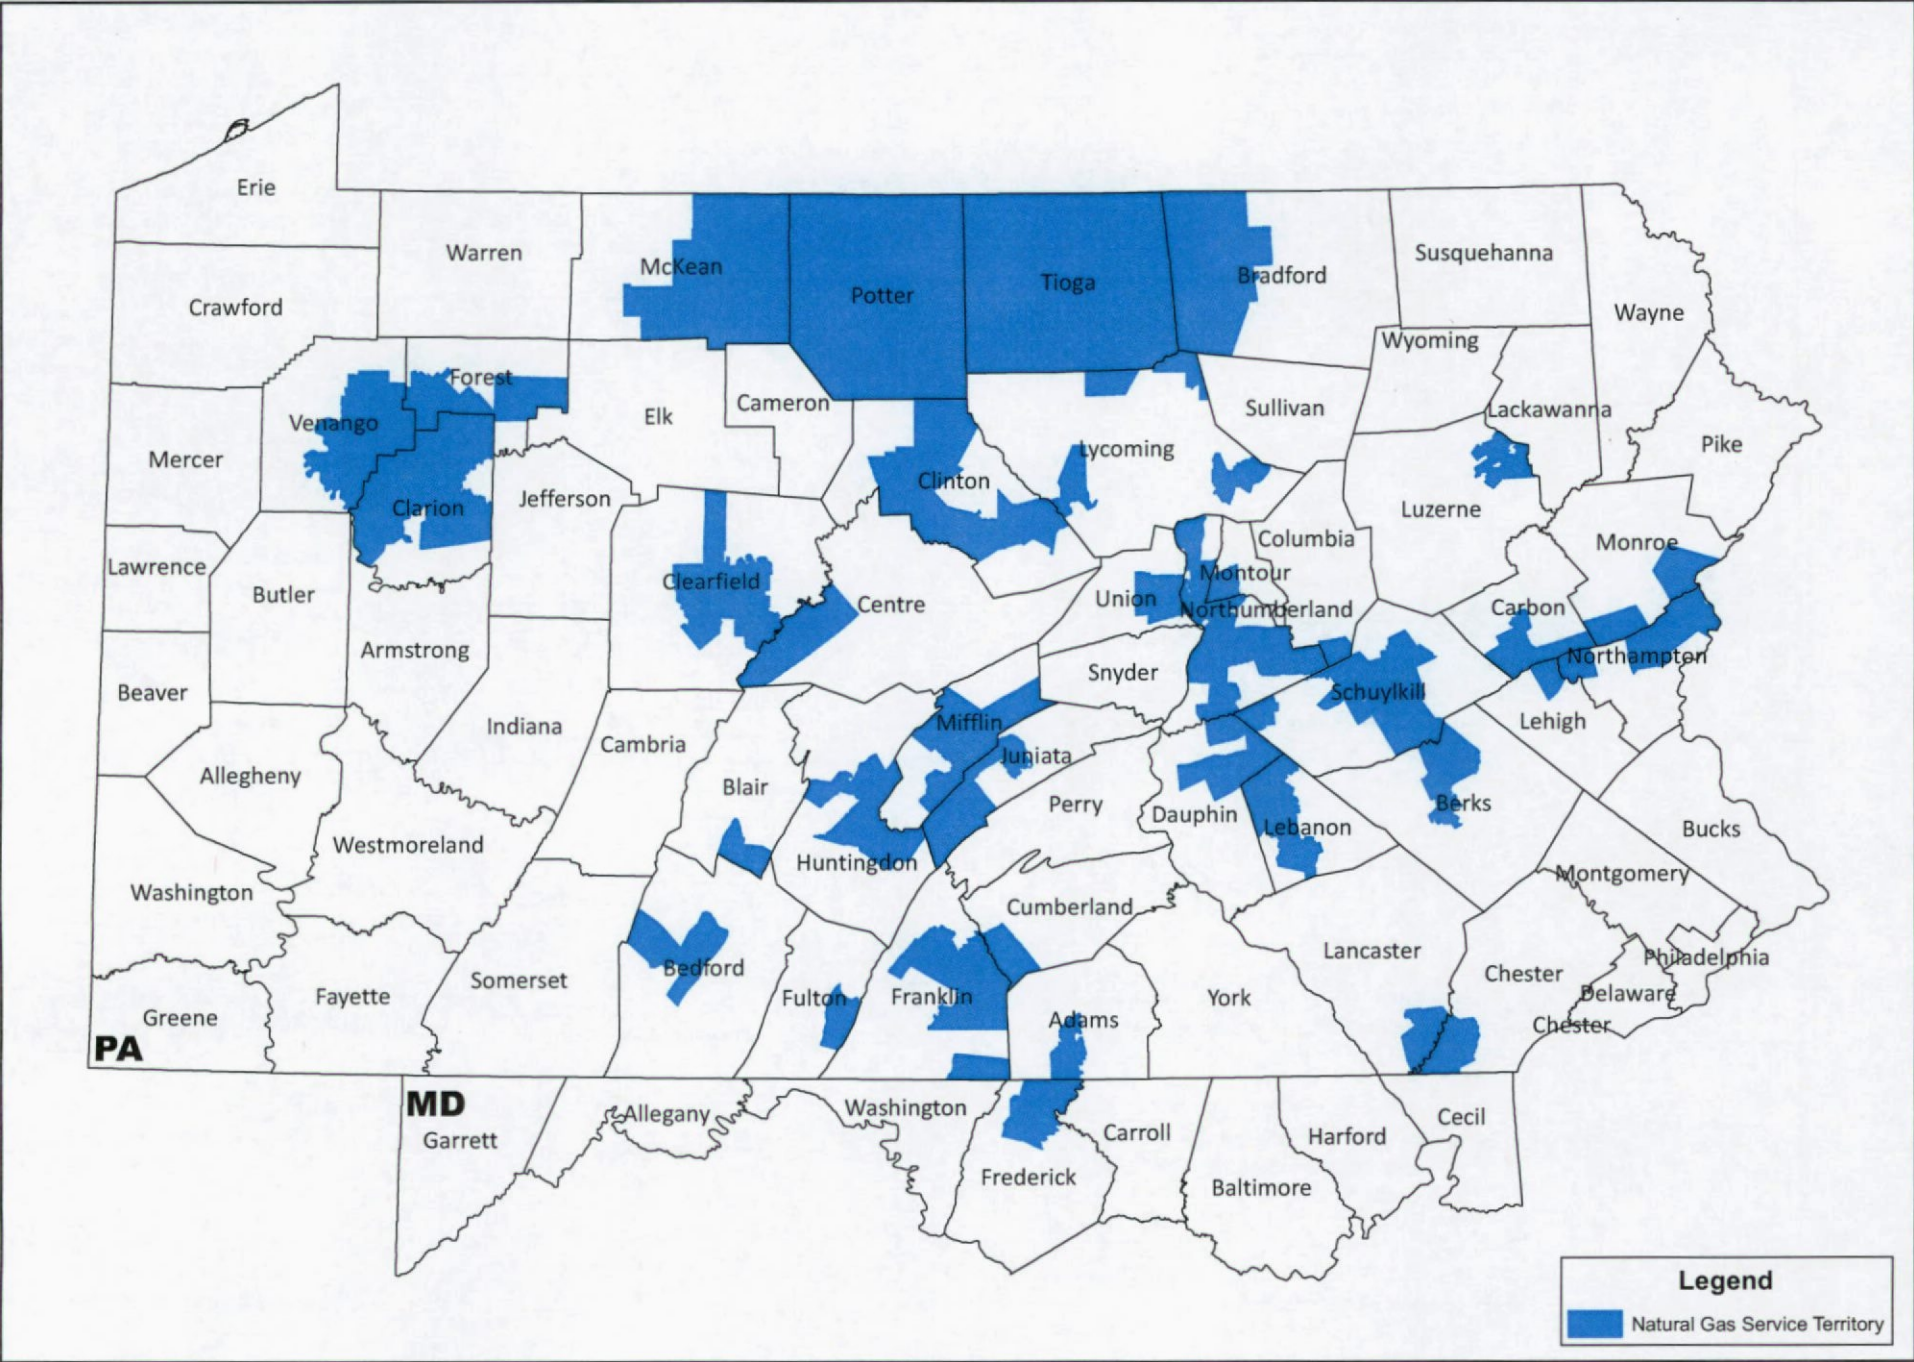 Erie
Warren
McKean
Potter
Tioga
Bradford
Susquehanna
Crawford
Wayne
Wyoming
Forest
Venango
Elk
Cameron
Sullivan
Lackawanna
Mercer
Lycoming
Pike
Clarion
Jefferson
Clinton
Luzerne
Columbia
Monroe
Lawrence
Butler
Clearfield
Centre
Union
Montour
Northumberland
Carbon
Armstrong
Northampton
Beaver
Snyder
Schuylkill
Indiana
Cambria
Mifflin
Lehigh
Allegheny
Blair
Juniata
Perry
Dauphin
Berks
Lebanon
Bucks
Westmoreland
Huntingdon
Washington
Montgomery
Cumberland
Lancaster
Philadelphia
Somerset
Bedford
Chester
Greene
Fayette
Fulton
Franklin
York
Delaware
Adams
Chester
PA
MD
Garrett
Allegany
Washington
Carroll
Harford
Cecil
Frederick
Baltimore
Legend
Natural Gas Service Territory